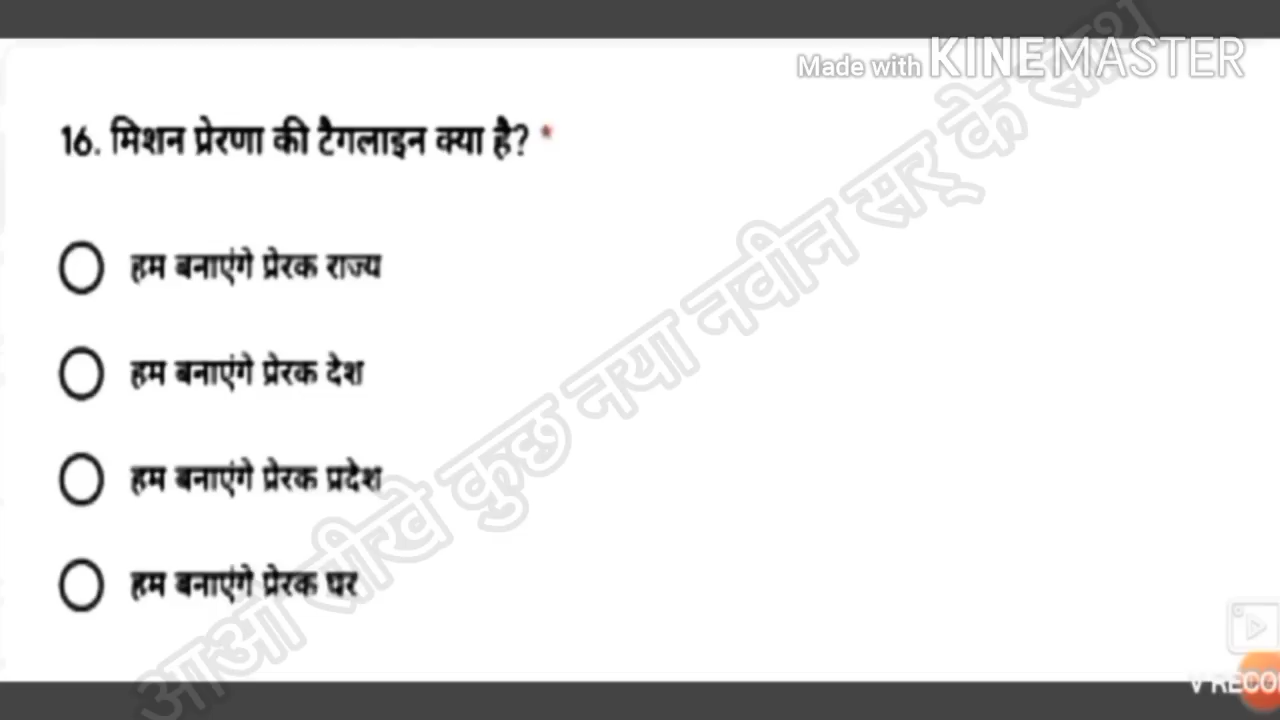 Made with KINEMASTER
16. मिशन प्रेरणा की टैगलाइन क्या है? *
हम बनाएंगे प्रेरक राज्य
हम बनाएंगे प्रेरक देश
हम बनाएंगे प्रेरक प्रदेश
हम बनाएंगे प्रेरक घर
आओ सीखे कुछ नया नवीन सर् के साथ
V RECO